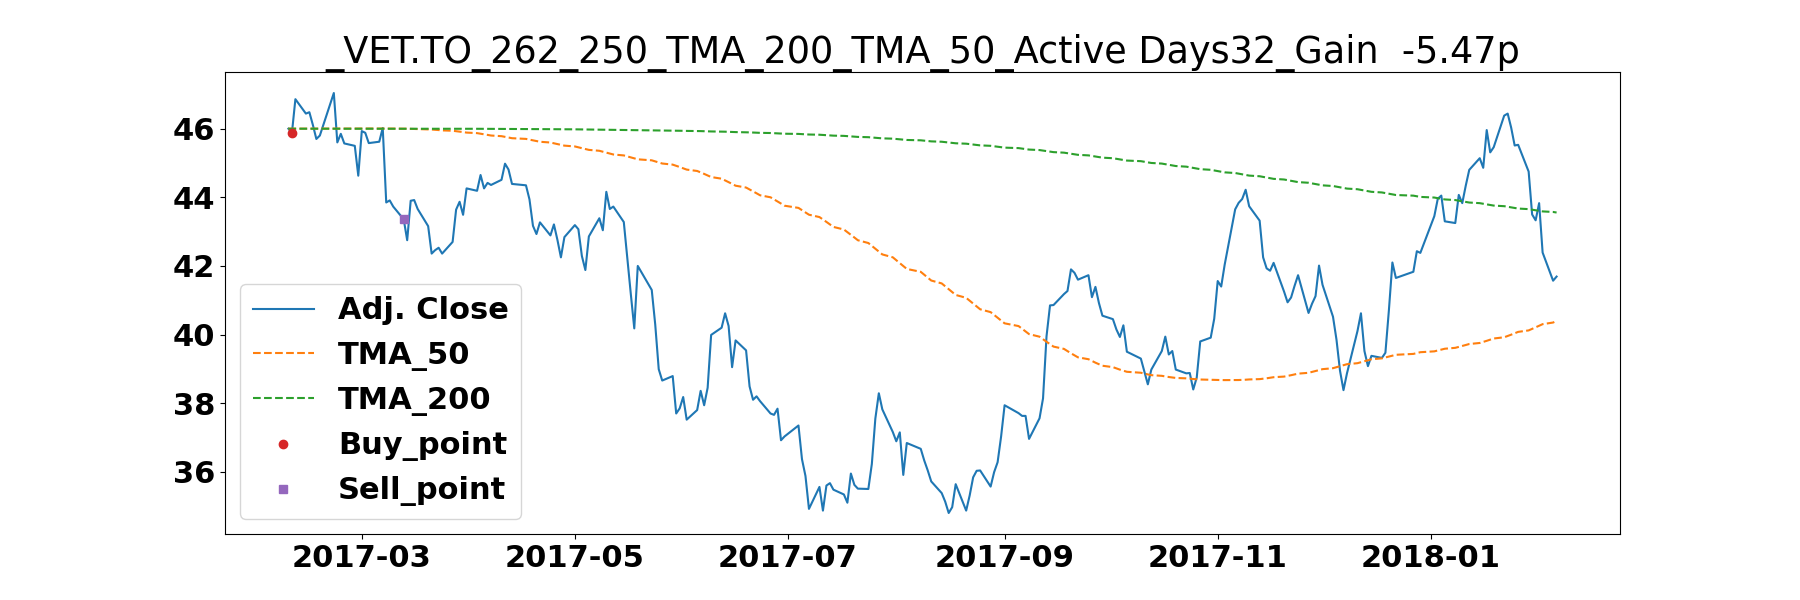 _VET.TO_262_250_TMA_200_TMA_50_Active Days32_Gain  -5.47p
46
44
42
40
38
36
Adj. Close
TMA_50
TMA_200
Buy_point
Sell_point
2017-03 2017-05 2017-07 2017-09 2017-11 2018-01